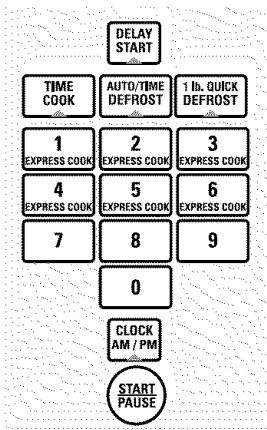 DELAY
START
TIME
COOK
AUTO/TIME
DEFROST
1 lb. QUICK
DEFROST
1
EXPRESS COOK
2
EXPRESS COOK
3
EXPRESS COOK
4
EXPRESS COOK
5
EXPRESS COOK
6
EXPRESS COOK
7
8
9
0
CLOCK
AM / PM
START
PAUSE